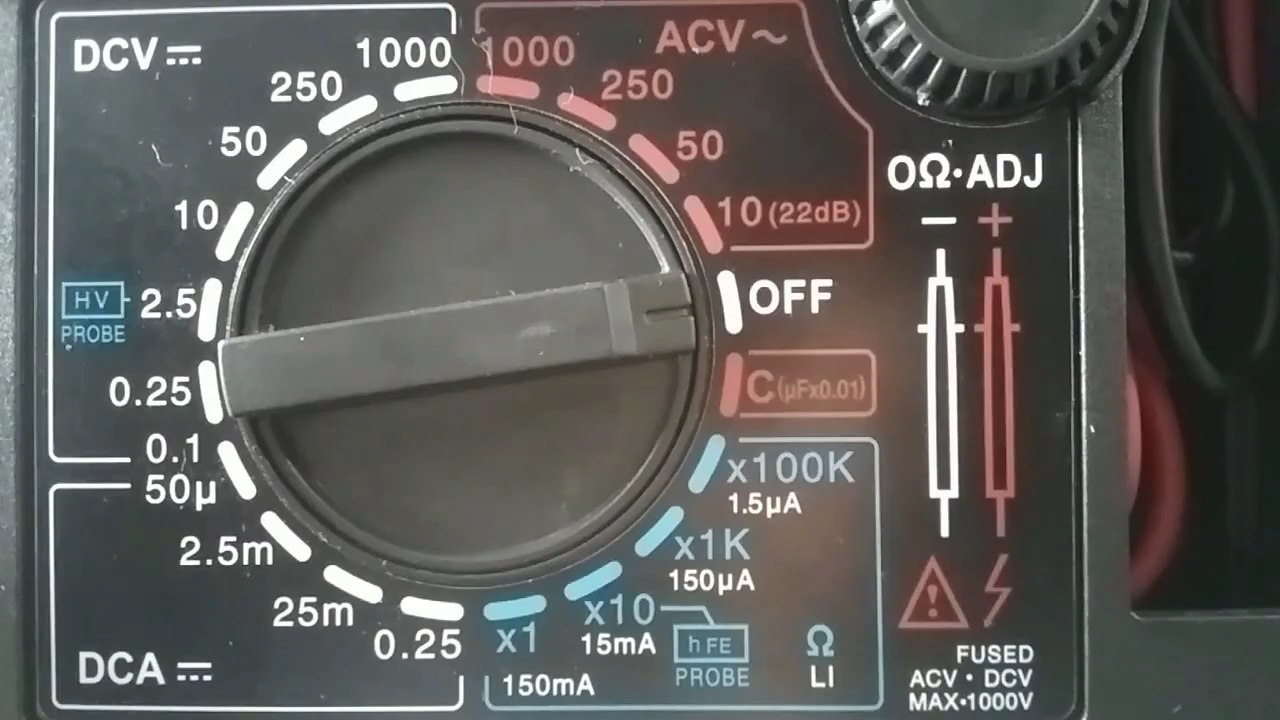 DCV
1000
250
50
10
HV
PROBE
2.5
0.25
0.1
50µ
2.5m
25m
0.25
DCA
ACV~
1000
250
50
10 (22dB)
OFF
C(µFx0.01)
x100K
1.5µA
x1K
150µA
x10
15mA
x1
150mA
hFE
PROBE
Ω
LI
0Ω·ADJ
− +
FUSED
ACV · DCV
MAX·1000V